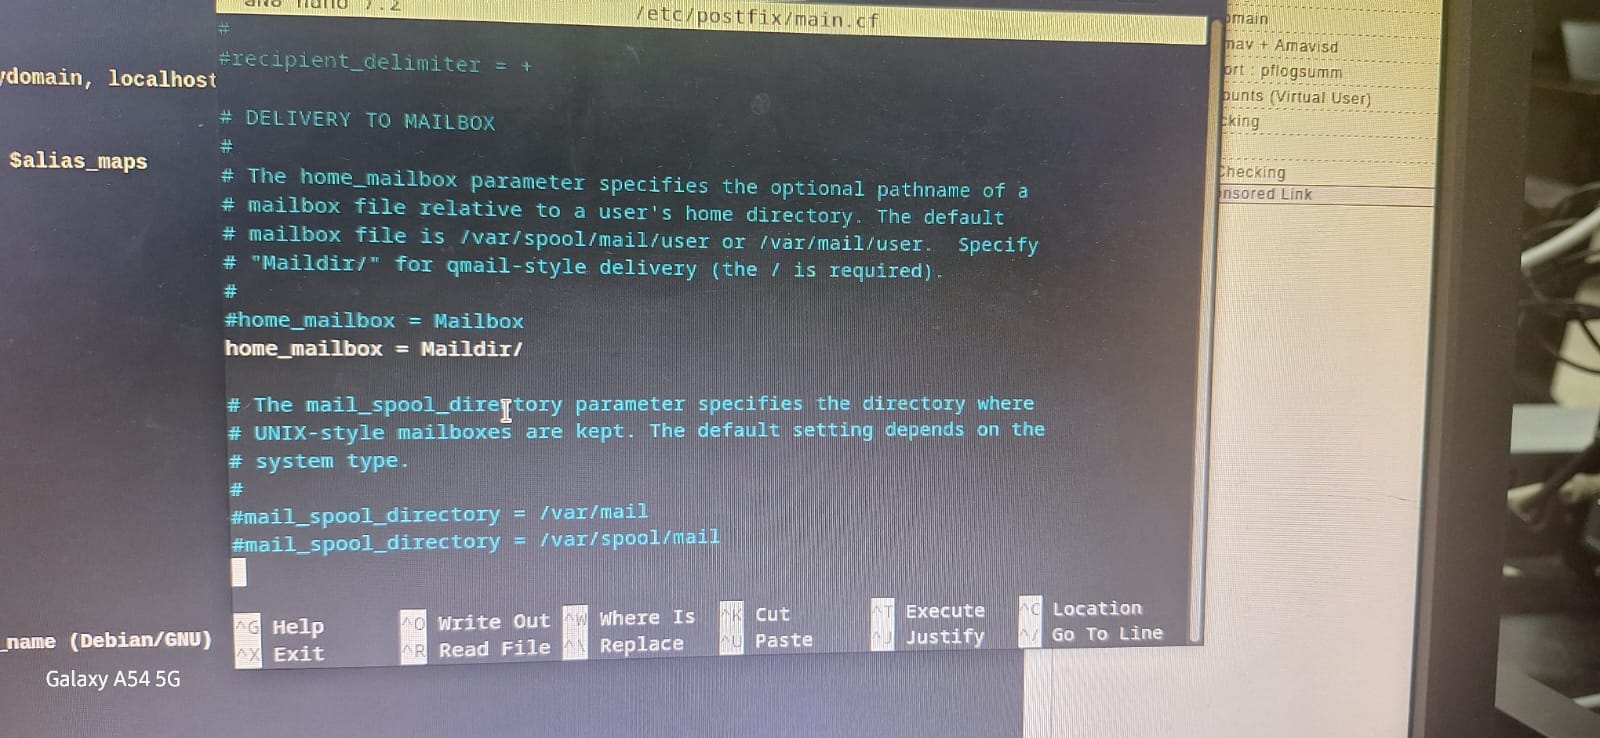 nano 7.2 /etc/postfix/main.cf
#
#recipient_delimiter = +
# DELIVERY TO MAILBOX
#
# The home_mailbox parameter specifies the optional pathname of a
# mailbox file relative to a user's home directory. The default
# mailbox file is /var/spool/mail/user or /var/mail/user.  Specify
# "Maildir/" for qmail-style delivery (the / is required).
#
#home_mailbox = Mailbox
home_mailbox = Maildir/
# The mail_spool_directory parameter specifies the directory where
# UNIX-style mailboxes are kept. The default setting depends on the
# system type.
#
#mail_spool_directory = /var/mail
#mail_spool_directory = /var/spool/mail
^G Help ^O Write Out ^W Where Is ^K Cut ^T Execute ^C Location
^X Exit ^R Read File ^\ Replace ^U Paste ^J Justify ^/ Go To Line
ydomain, localhost
$alias_maps
_name (Debian/GNU)
omain
mav + Amavisd
ort : pflogsumm
ounts (Virtual User)
cking
Checking
nsored Link
Galaxy A54 5G